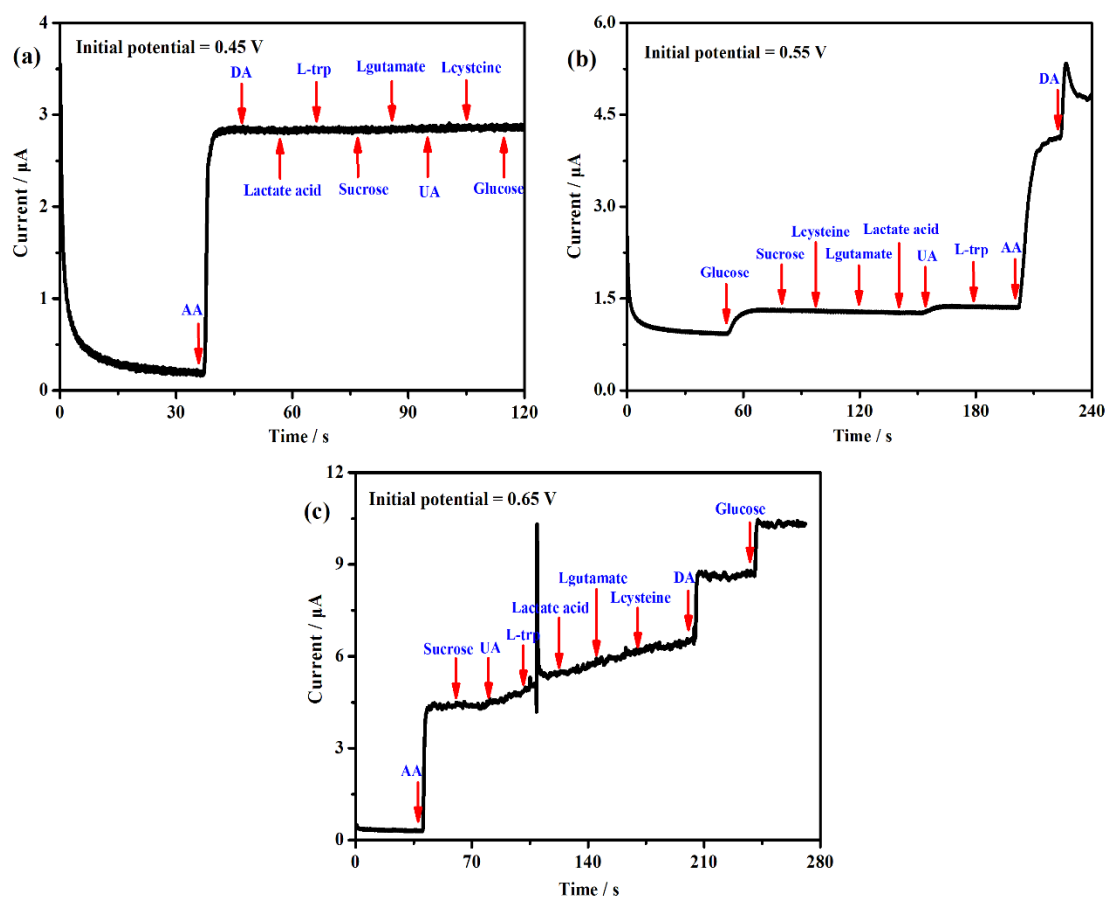 (a)
Initial potential = 0.45 V
DA
L-trp
Lgutamate
Lcysteine
Lactate acid
Sucrose
UA
Glucose
AA
Current / μA
0
1
2
3
4
0
30
60
90
120
Time / s
(b)
Initial potential = 0.55 V
DA
Glucose
Sucrose
Lcysteine
Lgutamate
Lactate acid
UA
L-trp
AA
Current / μA
0.0
1.5
3.0
4.5
6.0
0
60
120
180
240
Time / s
(c)
Initial potential = 0.65 V
Glucose
DA
Lcysteine
Lgutamate
Lactate acid
L-trp
UA
Sucrose
AA
Current / μA
0
3
6
9
12
0
70
140
210
280
Time / s